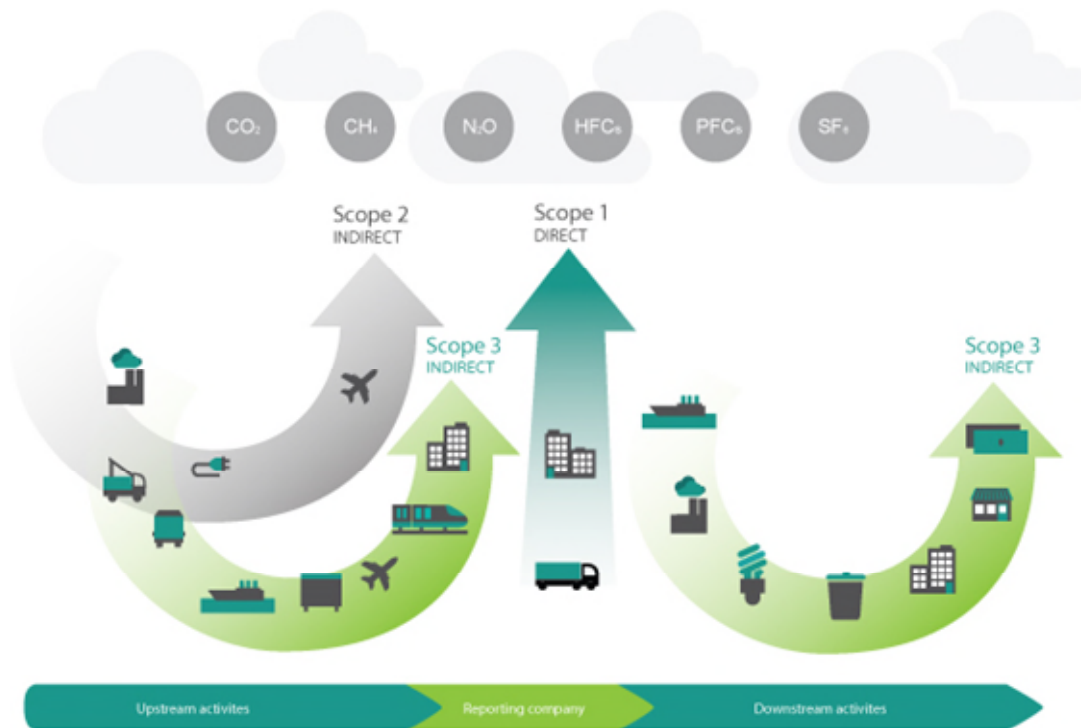 CO₂ CH₄ N₂O HFCₛ PFCₛ SF₆
Scope 2
INDIRECT
Scope 1
DIRECT
Scope 3
INDIRECT
Scope 3
INDIRECT
Upstream activites
Reporting company
Downstream activites